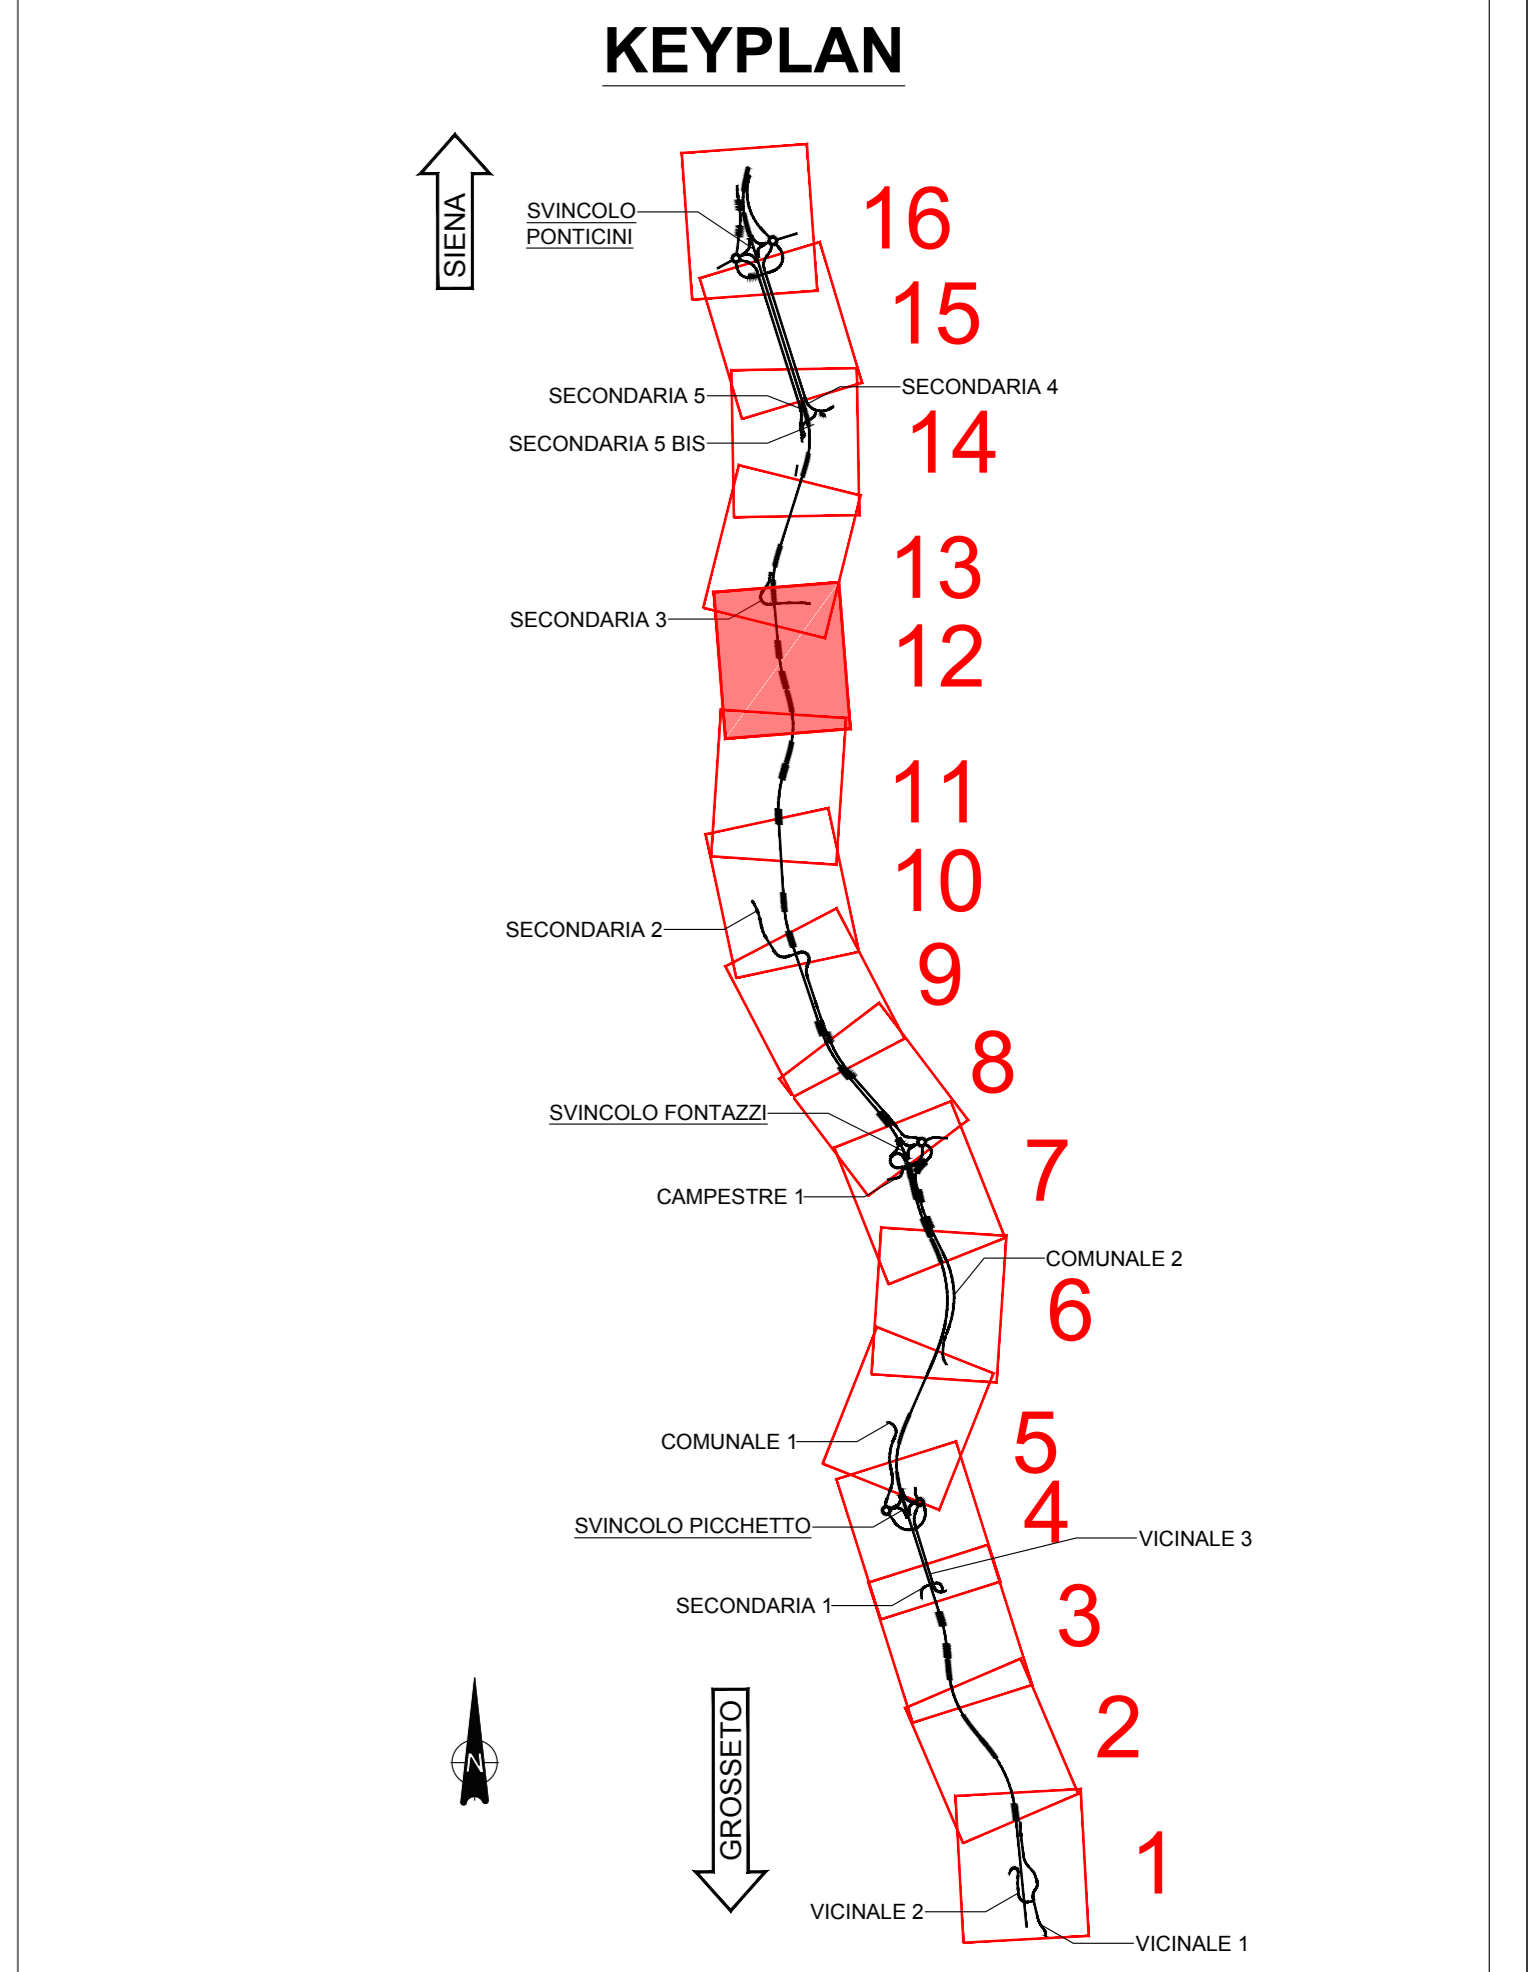 KEYPLAN
SIENA
SVINCOLO
PONTICINI
16
15
SECONDARIA 5
SECONDARIA 4
SECONDARIA 5 BIS
14
13
SECONDARIA 3
12
11
10
SECONDARIA 2
9
8
SVINCOLO FONTAZZI
7
CAMPESTRE 1
COMUNALE 2
6
COMUNALE 1
5
4
SVINCOLO PICCHETTO
VICINALE 3
SECONDARIA 1
3
2
N
GROSSETO
1
VICINALE 2
VICINALE 1